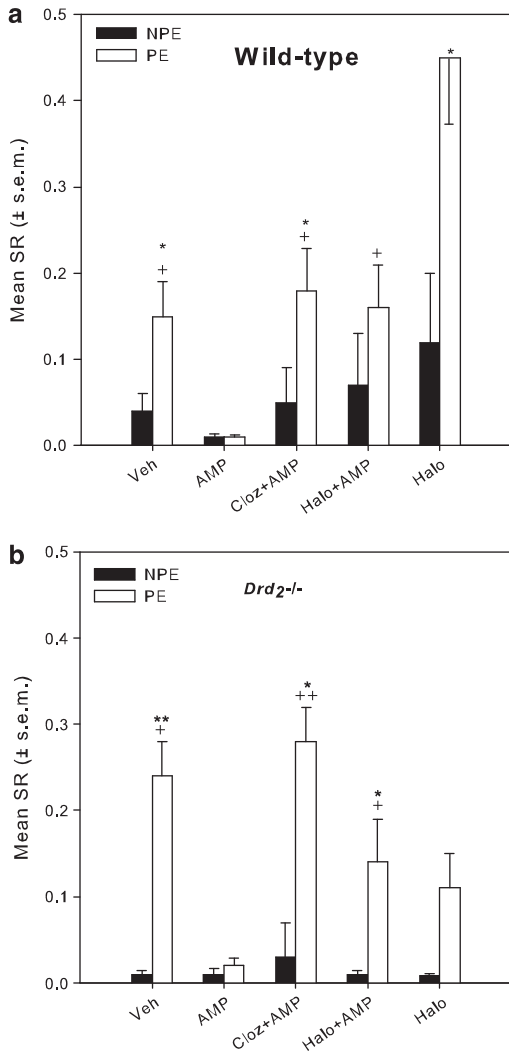 a
NPE
PE
Wild-type
Mean SR (± s.e.m.)
0.5
0.4
0.3
0.2
0.1
0.0
*
+
*
+
+
*
Veh
AMP
Cloz+AMP
Halo+AMP
Halo
b
NPE
PE
Drd2-/-
Mean SR (± s.e.m.)
0.5
0.4
0.3
0.2
0.1
0.0
**
+
*
++
*
+
Veh
AMP
Cloz+AMP
Halo+AMP
Halo